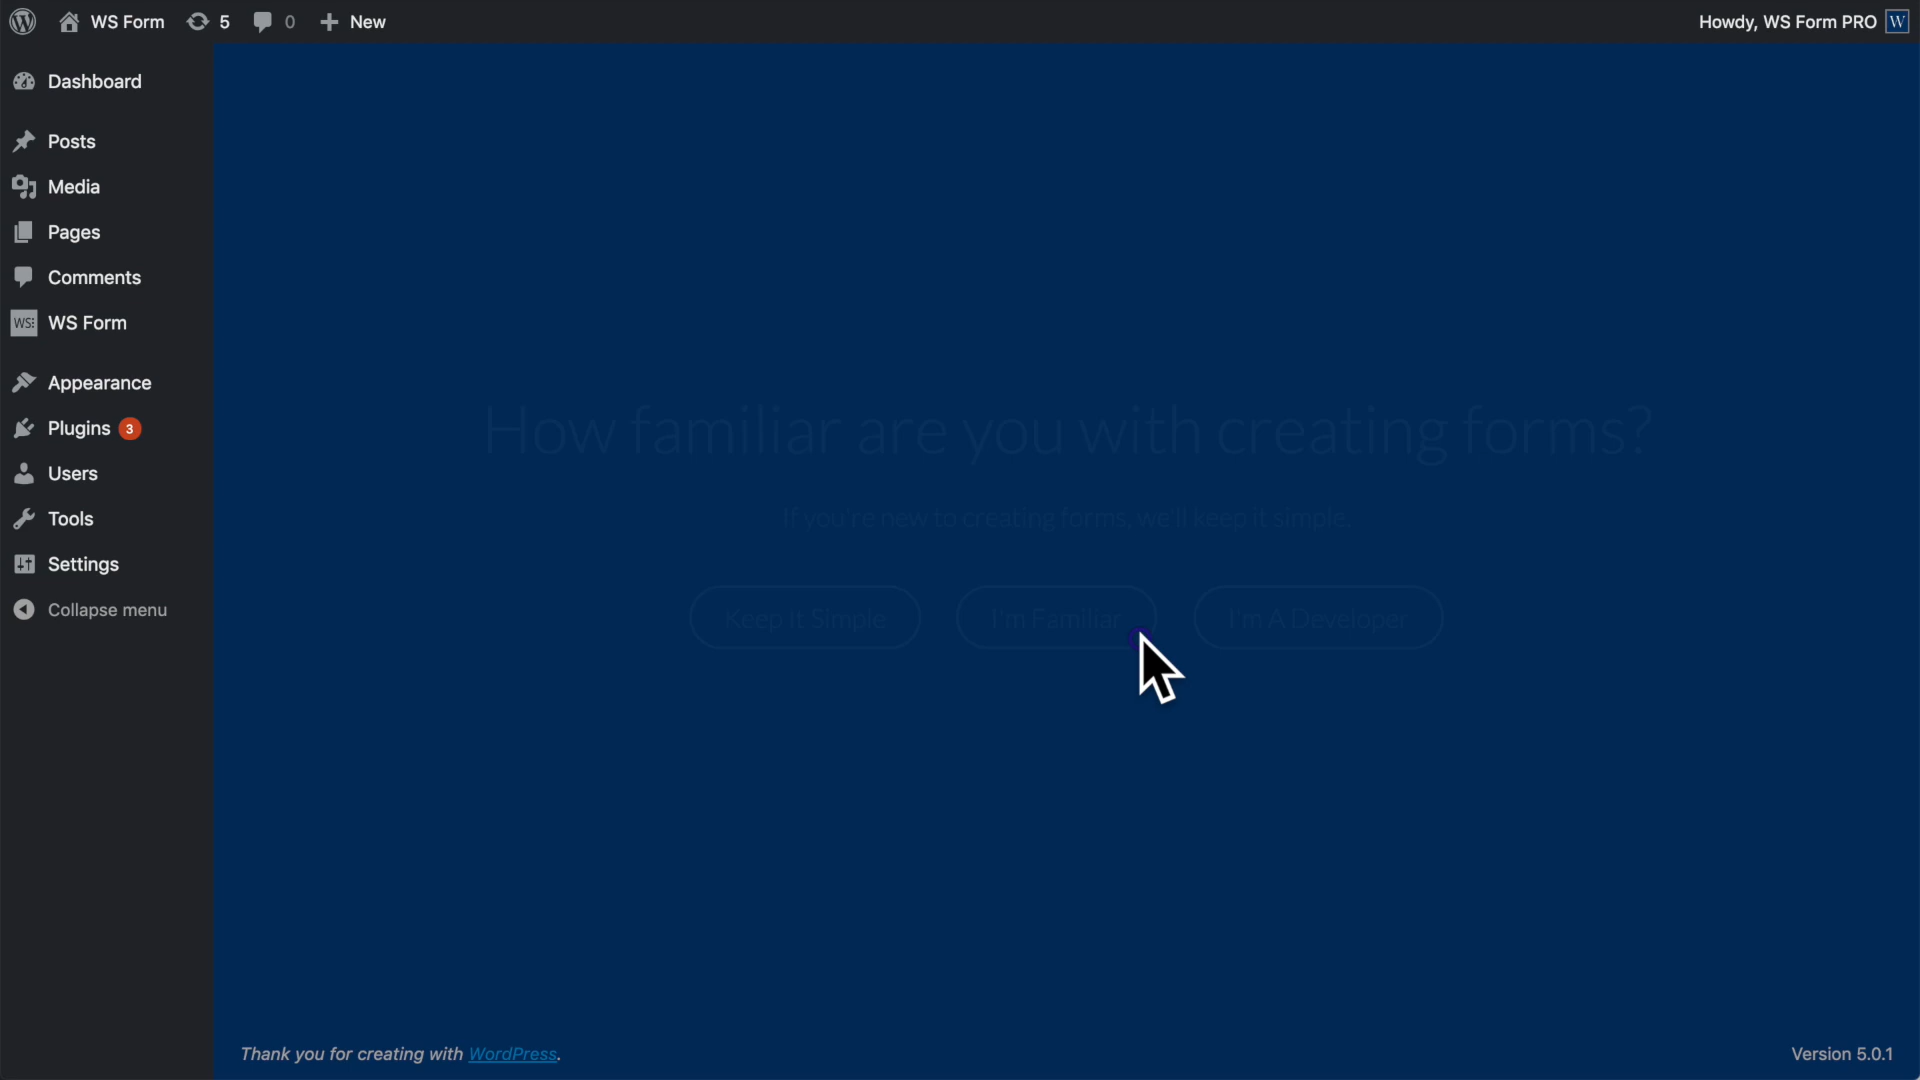 WS Form
5
0
New
Howdy, WS Form PRO
W
Dashboard
Posts
Media
Pages
Comments
WS:
WS Form
Appearance
Plugins 3
Users
Tools
Settings
Collapse menu
How familiar are you with creating forms?
If you're new to creating forms, we'll keep it simple.
Keep It Simple
I'm Familiar
I'm A Developer
Thank you for creating with WordPress.
Version 5.0.1